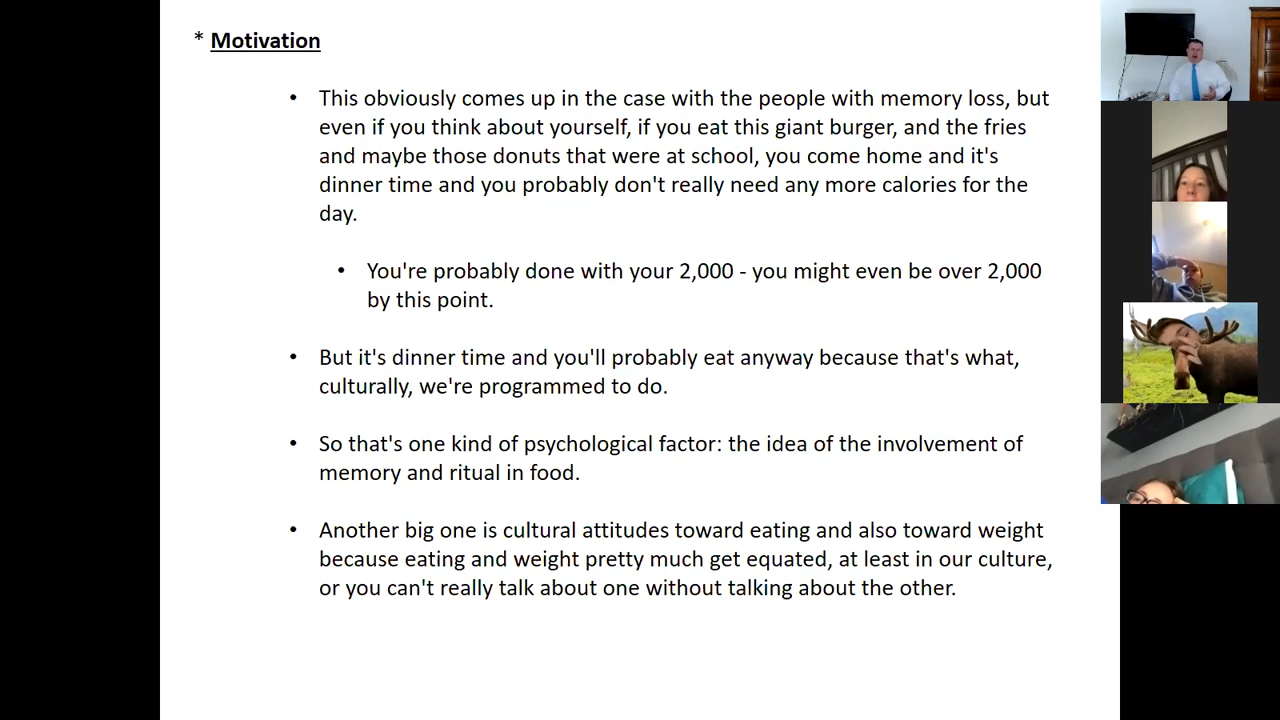 * Motivation
• This obviously comes up in the case with the people with memory loss, but
even if you think about yourself, if you eat this giant burger, and the fries
and maybe those donuts that were at school, you come home and it's
dinner time and you probably don't really need any more calories for the
day.
• You're probably done with your 2,000 - you might even be over 2,000
by this point.
• But it's dinner time and you'll probably eat anyway because that's what,
culturally, we're programmed to do.
• So that's one kind of psychological factor: the idea of the involvement of
memory and ritual in food.
• Another big one is cultural attitudes toward eating and also toward weight
because eating and weight pretty much get equated, at least in our culture,
or you can't really talk about one without talking about the other.